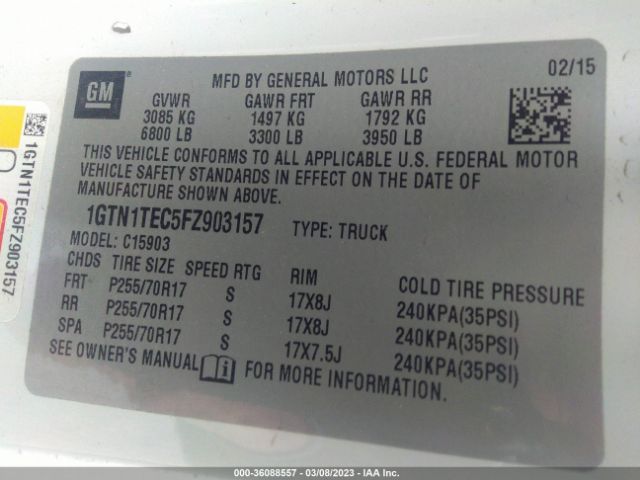 GM
MFD BY GENERAL MOTORS LLC 02/15
GVWR GAWR FRT GAWR RR
3085 KG 1497 KG 1792 KG
6800 LB 3300 LB 3950 LB
THIS VEHICLE CONFORMS TO ALL APPLICABLE U.S. FEDERAL MOTOR
VEHICLE SAFETY STANDARDS IN EFFECT ON THE DATE OF
MANUFACTURE SHOWN ABOVE.
1GTN1TEC5FZ903157 TYPE: TRUCK
MODEL: C15903
CHDS TIRE SIZE SPEED RTG RIM COLD TIRE PRESSURE
FRT P255/70R17 S 17X8J 240KPA(35PSI)
RR P255/70R17 S 17X8J 240KPA(35PSI)
SPA P255/70R17 S 17X7.5J 240KPA(35PSI)
SEE OWNER'S MANUAL FOR MORE INFORMATION.
1GTN1TEC5FZ903157
000-36088557 / 03/08/2023 / IAA Inc.